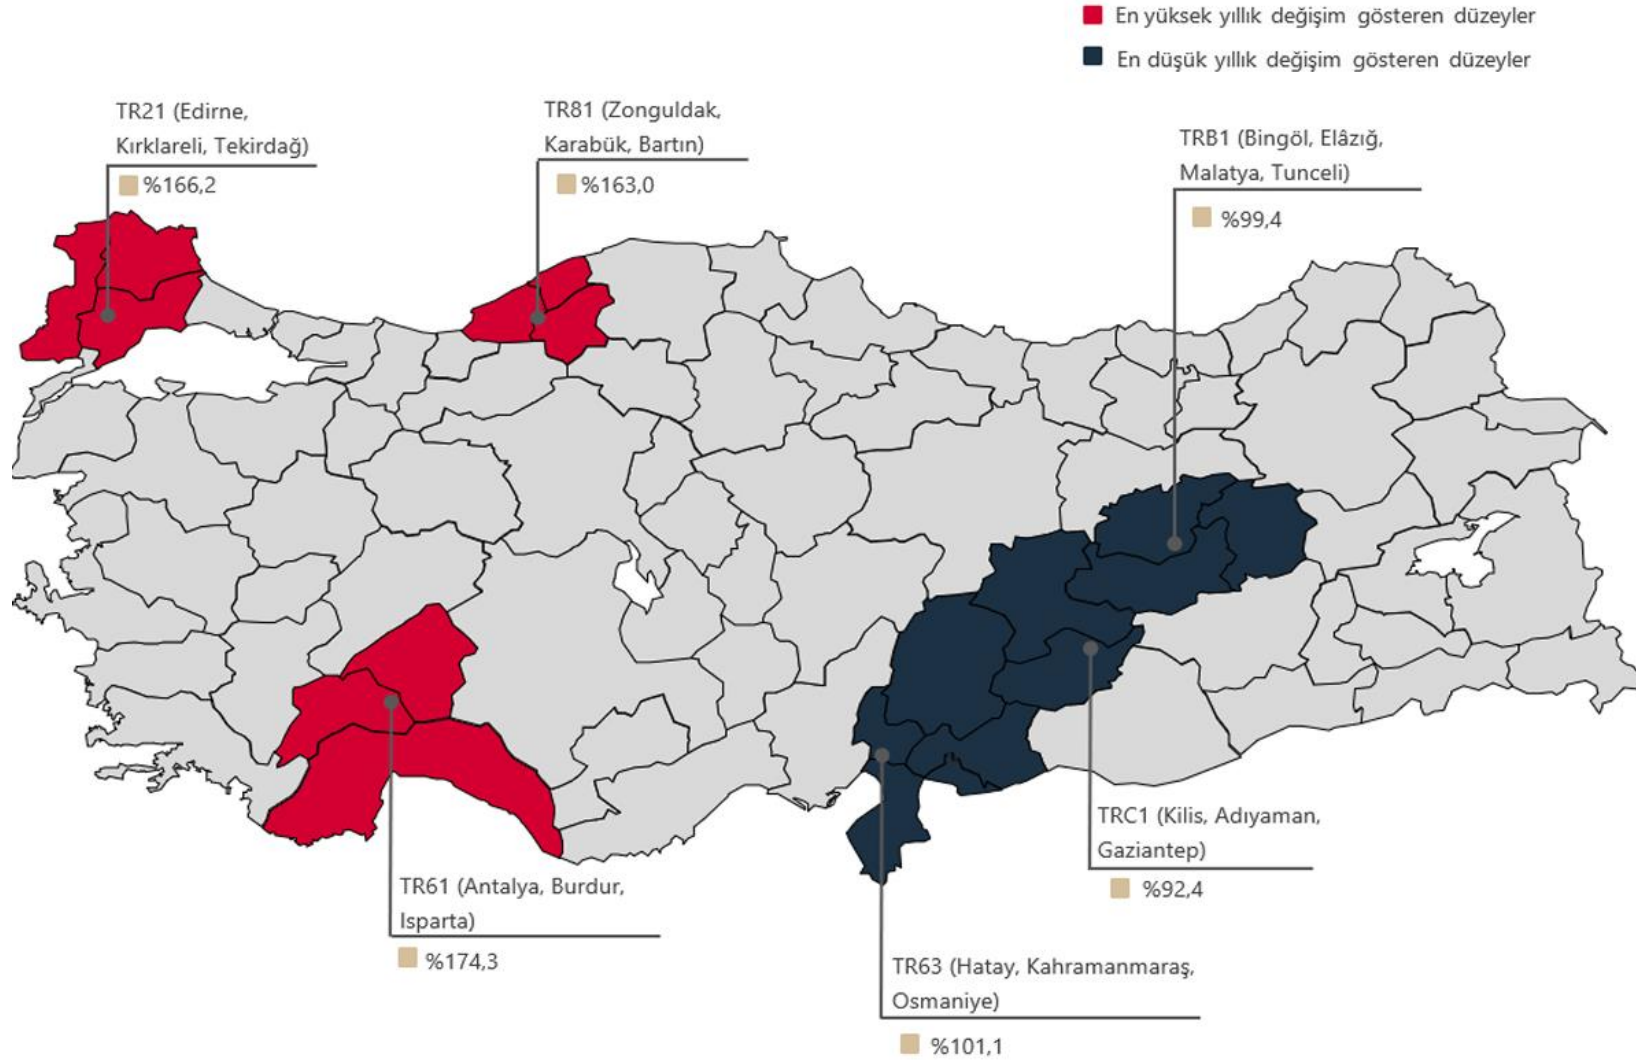 En yüksek yıllık değişim gösteren düzeyler
En düşük yıllık değişim gösteren düzeyler
TR21 (Edirne,
Kırklareli, Tekirdağ)
%166,2
TR81 (Zonguldak,
Karabük, Bartın)
%163,0
TRB1 (Bingöl, Elâzığ,
Malatya, Tunceli)
%99,4
TR61 (Antalya, Burdur,
Isparta)
%174,3
TRC1 (Kilis, Adıyaman,
Gaziantep)
%92,4
TR63 (Hatay, Kahramanmaraş,
Osmaniye)
%101,1